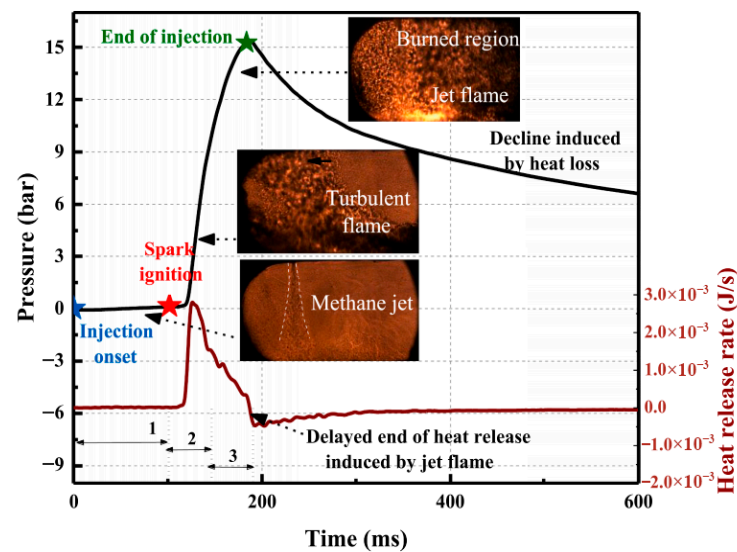 End of injection
Burned region
Jet flame
Decline induced
by heat loss
Turbulent
flame
Spark
ignition
Methane jet
Injection
onset
1
2
3
Delayed end of heat release
induced by jet flame
Pressure (bar)
18
15
12
9
6
3
0
−3
−6
−9
Heat release rate (J/s)
3.0×10⁻³
2.0×10⁻³
1.0×10⁻³
0.0
−1.0×10⁻³
−2.0×10⁻³
0
200
400
600
Time (ms)